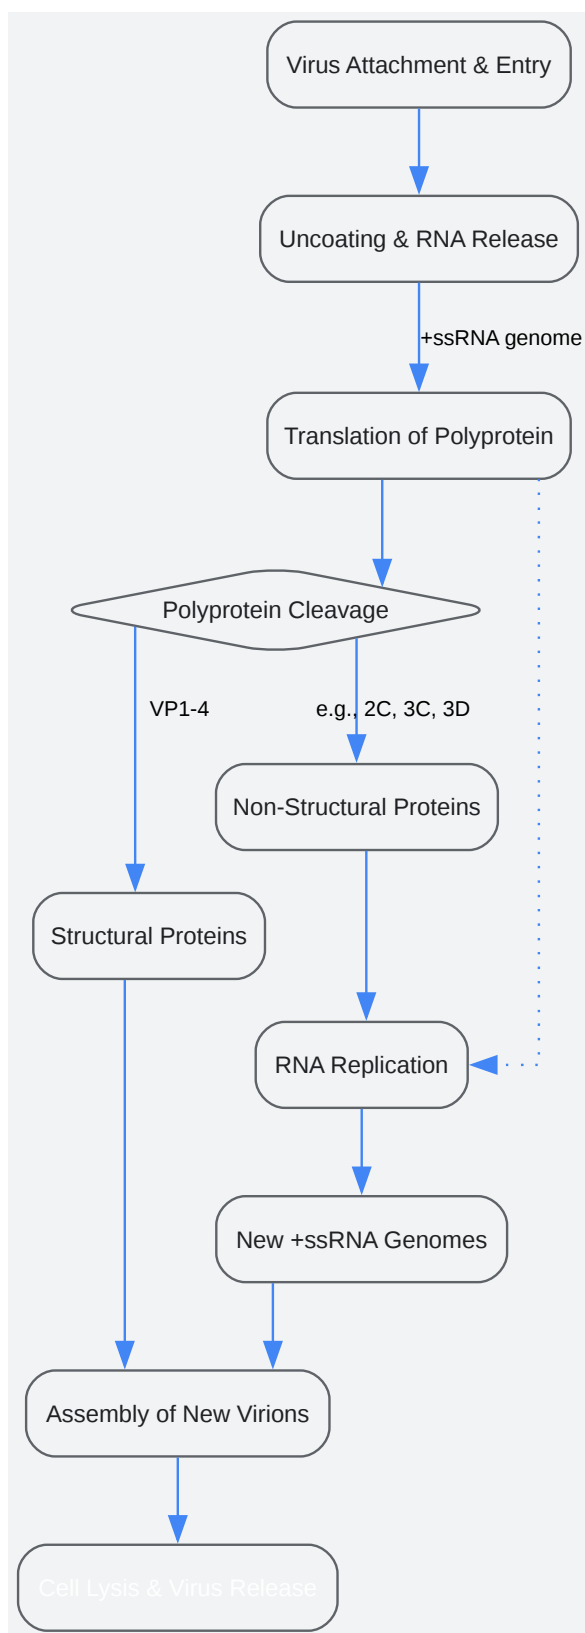 Virus Attachment & Entry
Uncoating & RNA Release
+ssRNA genome
Translation of Polyprotein
Polyprotein Cleavage
VP1-4
e.g., 2C, 3C, 3D
Non-Structural Proteins
Structural Proteins
RNA Replication
New +ssRNA Genomes
Assembly of New Virions
Cell Lysis & Virus Release